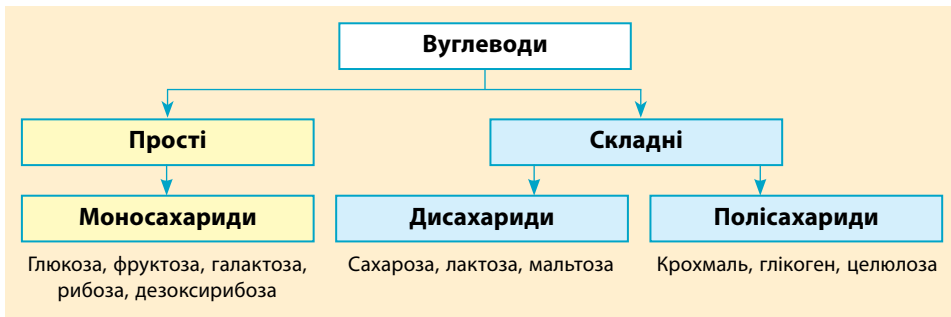 Вуглеводи
Прості
Складні
Моносахариди
Дисахариди
Полісахариди
Глюкоза, фруктоза, галактоза,
рибоза, дезоксирибоза
Сахароза, лактоза, мальтоза
Крохмаль, глікоген, целюлоза